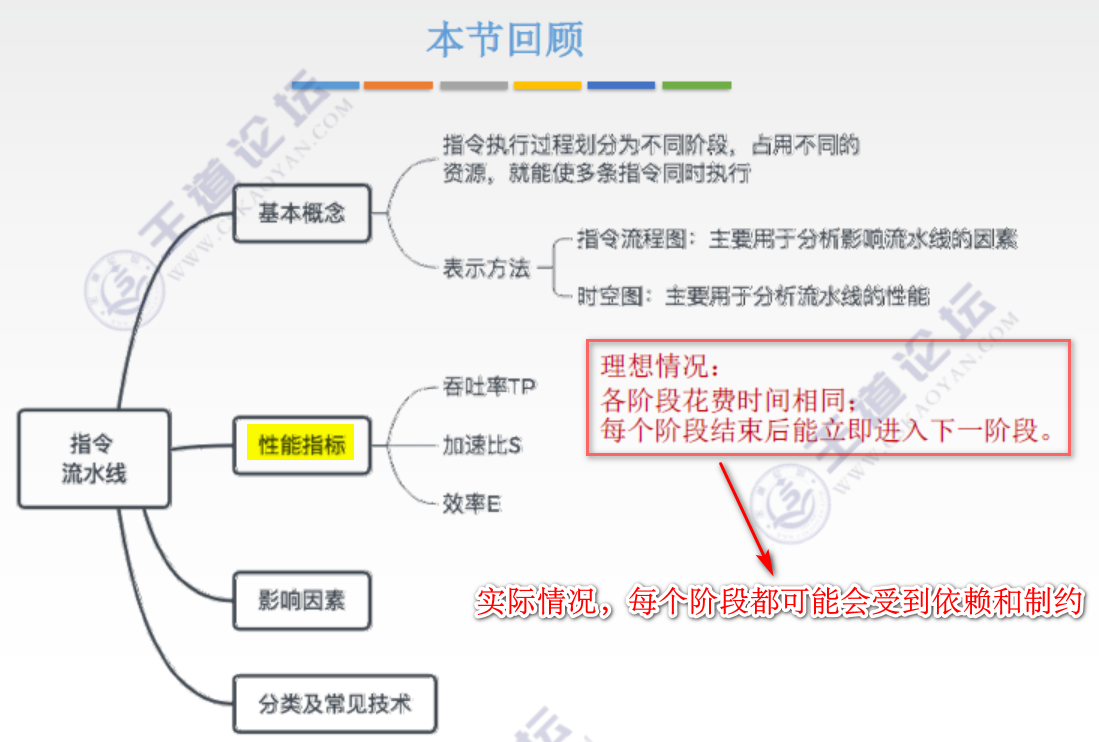 本节回顾
指令执行过程划分为不同阶段，占用不同的
资源，就能使多条指令同时执行
基本概念
表示方法
指令流程图：主要用于分析影响流水线的因素
时空图：主要用于分析流水线的性能
理想情况：
各阶段花费时间相同；
每个阶段结束后能立即进入下一阶段。
吞吐率TP
指令
流水线
性能指标
加速比S
效率E
实际情况，每个阶段都可能会受到依赖和制约
影响因素
分类及常见技术
王道论坛
WWW.CSKAOYAN.COM
王道论坛
WWW.CSKAOYAN.COM